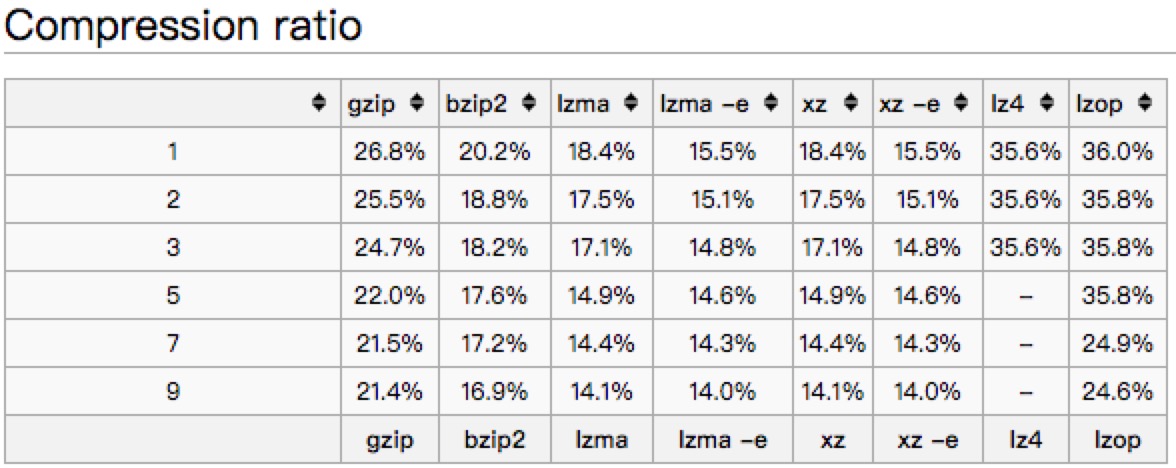 Compression ratio
gzip bzip2 lzma lzma -e xz xz -e lz4 lzop
1 26.8% 20.2% 18.4% 15.5% 18.4% 15.5% 35.6% 36.0%
2 25.5% 18.8% 17.5% 15.1% 17.5% 15.1% 35.6% 35.8%
3 24.7% 18.2% 17.1% 14.8% 17.1% 14.8% 35.6% 35.8%
5 22.0% 17.6% 14.9% 14.6% 14.9% 14.6% – 35.8%
7 21.5% 17.2% 14.4% 14.3% 14.4% 14.3% – 24.9%
9 21.4% 16.9% 14.1% 14.0% 14.1% 14.0% – 24.6%
gzip bzip2 lzma lzma -e xz xz -e lz4 lzop